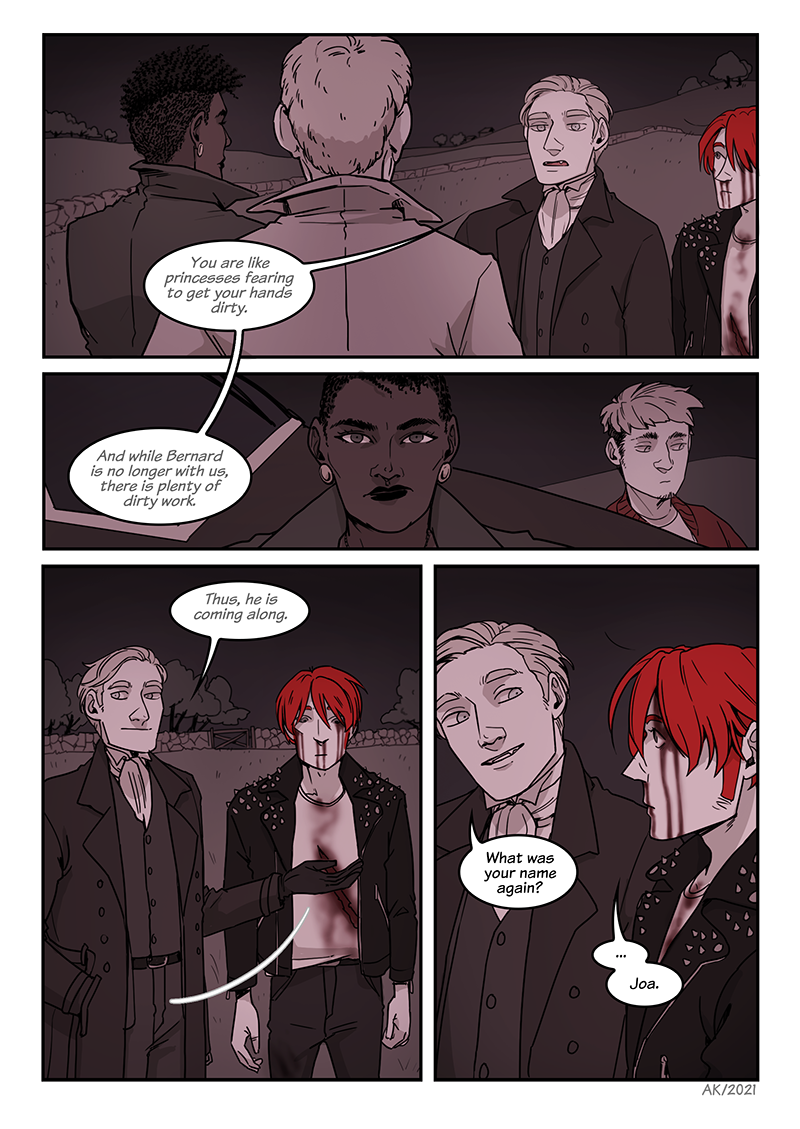 You are like
princesses fearing
to get your hands
dirty.
And while Bernard
is no longer with us,
there is plenty of
dirty work.
Thus, he is
coming along.
What was
your name
again?
...
Joa.
AK/2021